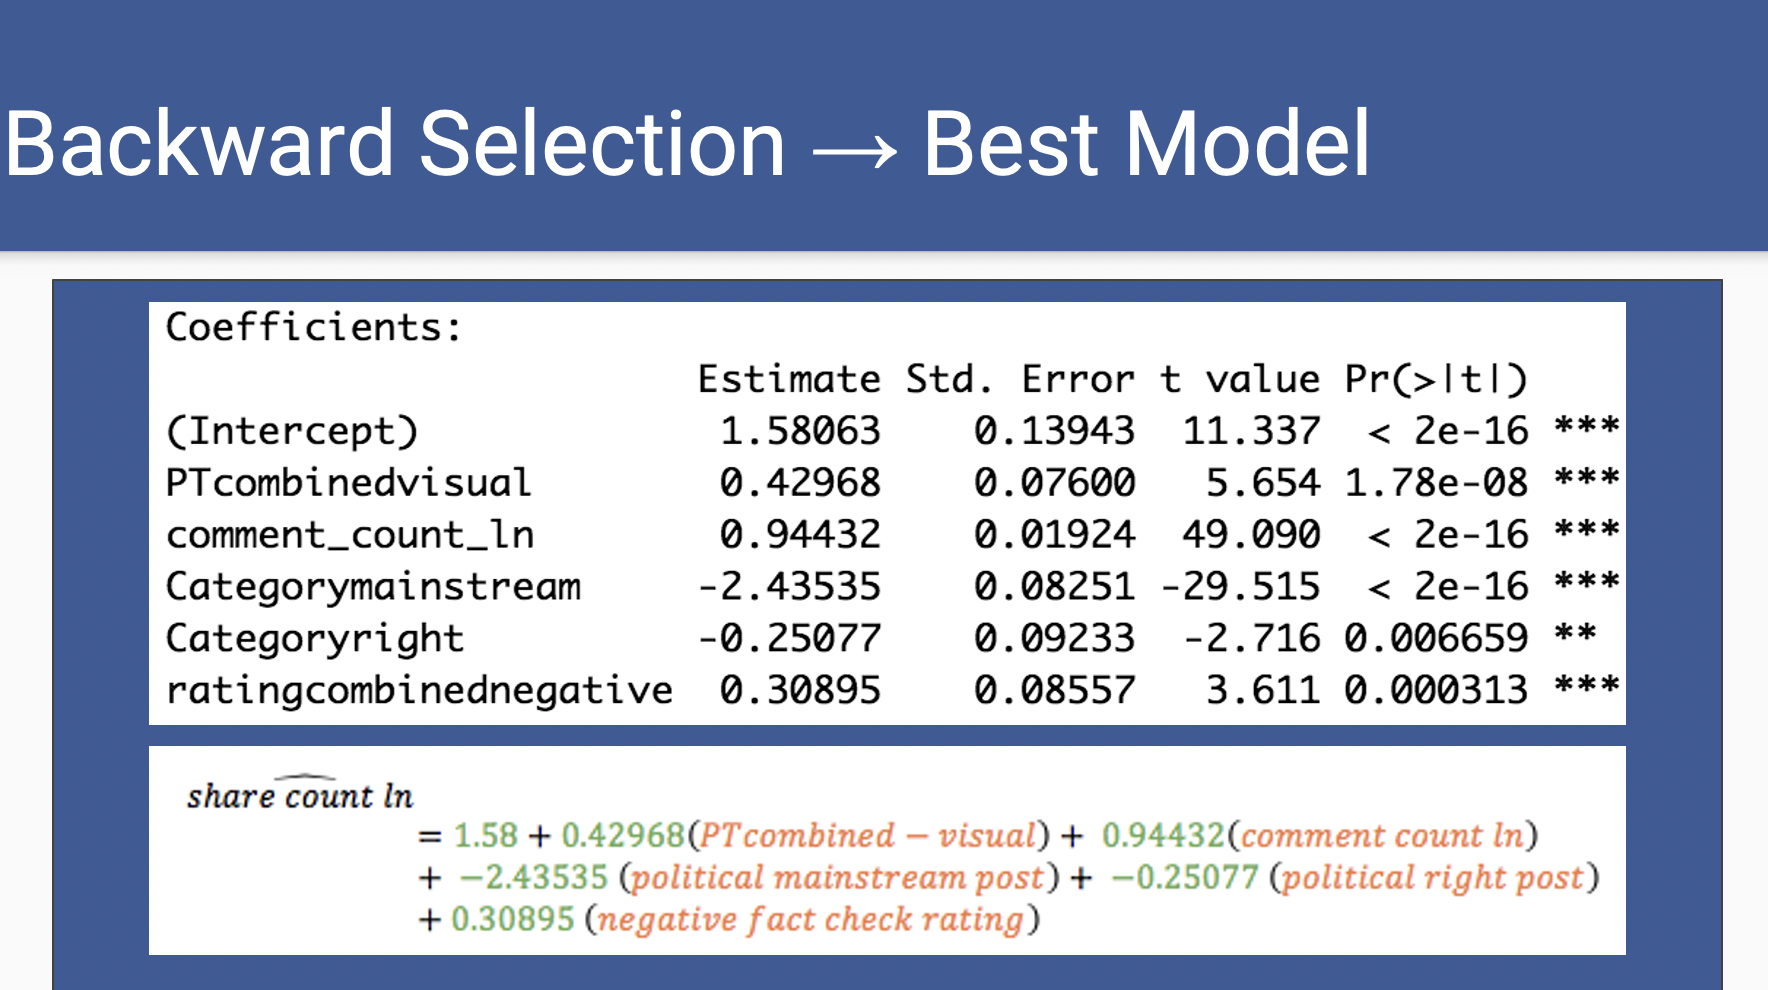 Backward Selection → Best Model
Coefficients:
Estimate Std. Error t value Pr(>|t|)
(Intercept) 1.58063 0.13943 11.337 < 2e-16 ***
PTcombinedvisual 0.42968 0.07600 5.654 1.78e-08 ***
comment_count_ln 0.94432 0.01924 49.090 < 2e-16 ***
Categorymainstream -2.43535 0.08251 -29.515 < 2e-16 ***
Categoryright -0.25077 0.09233 -2.716 0.006659 **
ratingcombinednegative 0.30895 0.08557 3.611 0.000313 ***
share count ln
= 1.58 + 0.42968(PTcombined − visual) + 0.94432(comment count ln)
+ −2.43535 (political mainstream post) + −0.25077 (political right post)
+ 0.30895 (negative fact check rating)